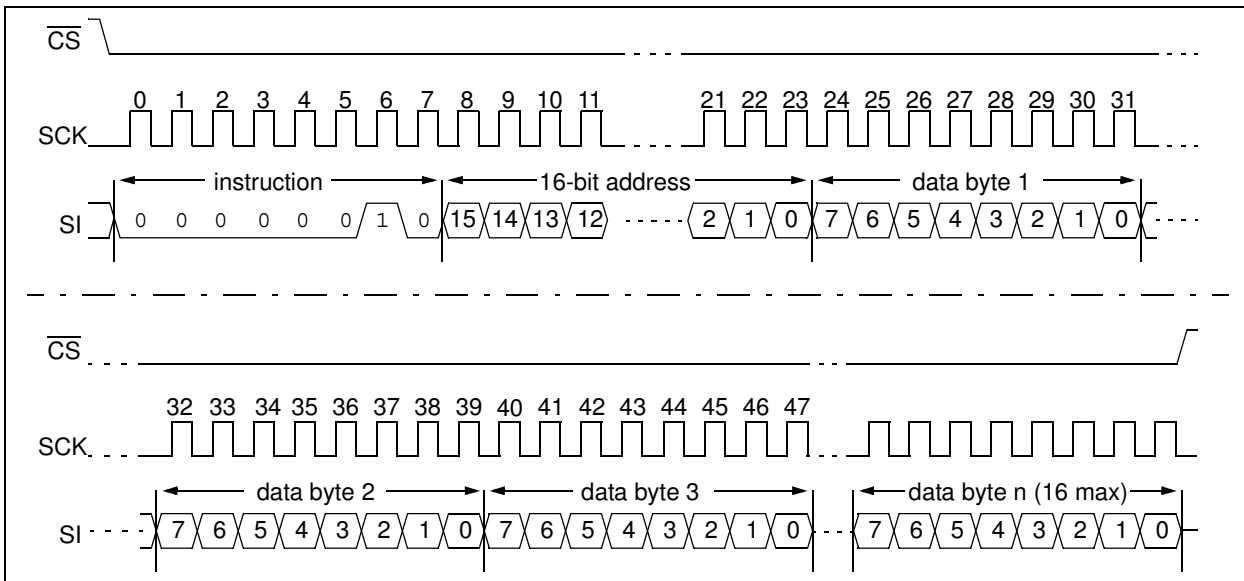 CS
0 1 2 3 4 5 6 7 8 9 10 11 21 22 23 24 25 26 27 28 29 30 31
SCK
instruction 16-bit address data byte 1
SI 0 0 0 0 0 0 1 0 15 14 13 12 2 1 0 7 6 5 4 3 2 1 0
CS
32 33 34 35 36 37 38 39 40 41 42 43 44 45 46 47
SCK
data byte 2 data byte 3 data byte n (16 max)
SI 7 6 5 4 3 2 1 0 7 6 5 4 3 2 1 0 7 6 5 4 3 2 1 0